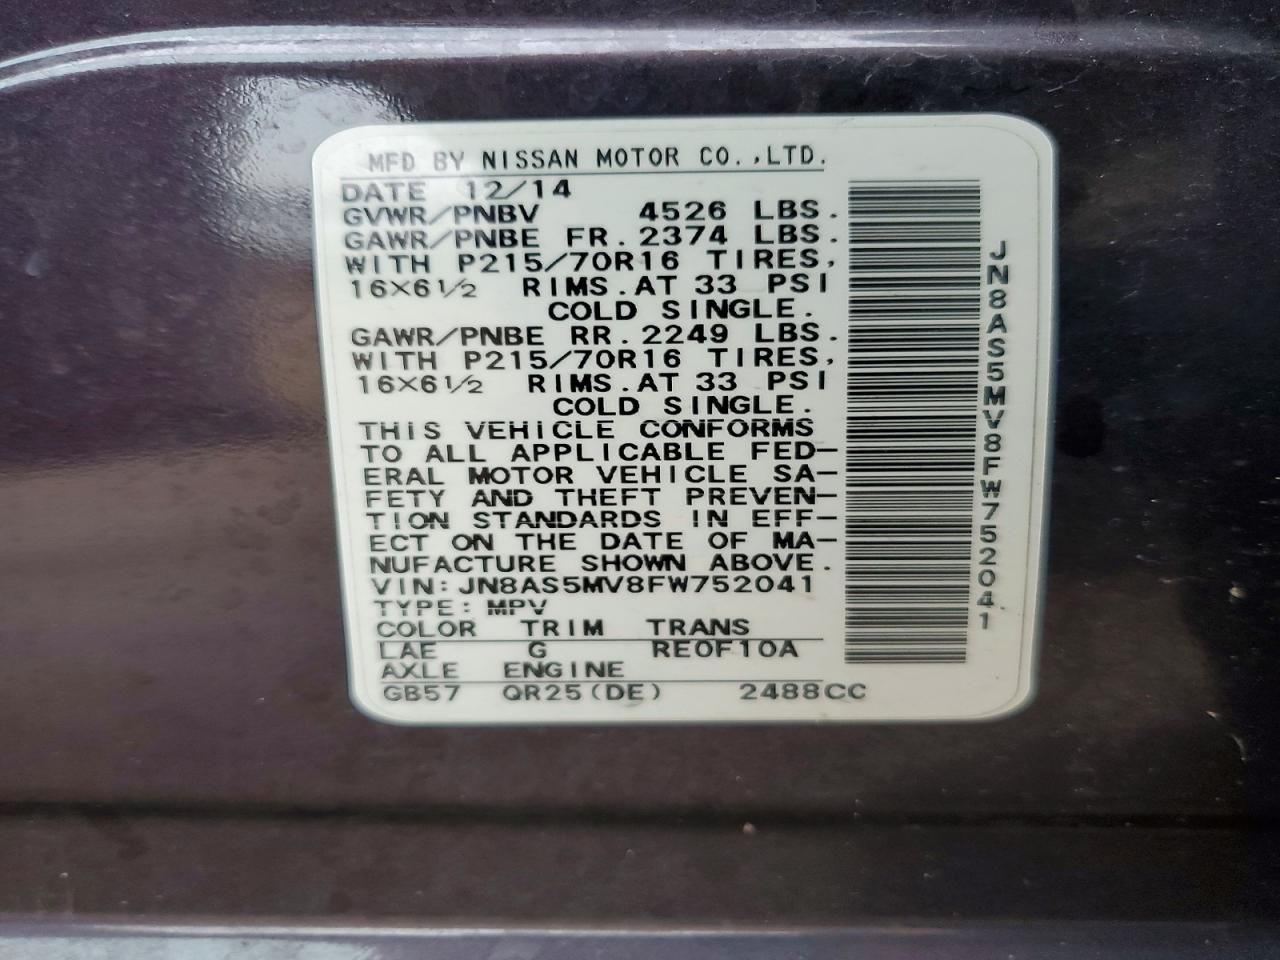 MFD BY NISSAN MOTOR CO.,LTD.
DATE 12/14
GVWR/PNBV 4526 LBS.
GAWR/PNBE FR. 2374 LBS.
WITH P215/70R16 TIRES,
16×6½ RIMS.AT 33 PSI
COLD SINGLE.
GAWR/PNBE RR. 2249 LBS.
WITH P215/70R16 TIRES,
16×6½ RIMS.AT 33 PSI
COLD SINGLE.
THIS VEHICLE CONFORMS
TO ALL APPLICABLE FED-
ERAL MOTOR VEHICLE SA-
FETY AND THEFT PREVEN-
TION STANDARDS IN EFF-
ECT ON THE DATE OF MA-
NUFACTURE SHOWN ABOVE.
VIN:JN8AS5MV8FW752041
TYPE: MPV
COLOR TRIM TRANS
LAE G RE0F10A
AXLE ENGINE
GB57 QR25(DE) 2488CC
JN8AS5MV8FW752041